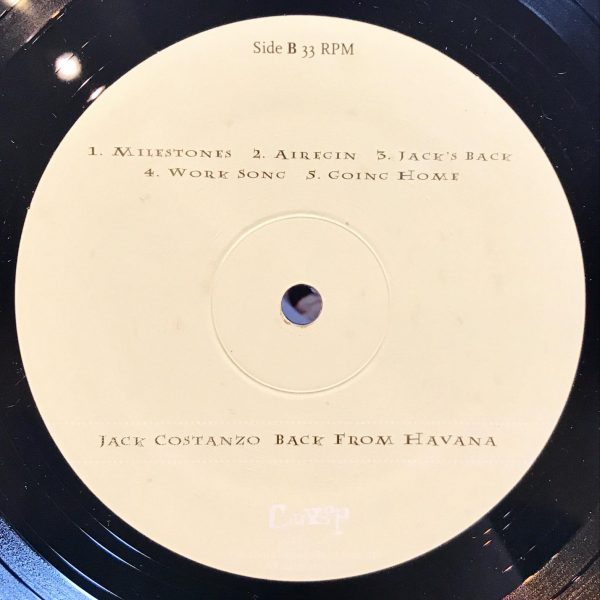 Side B 33 RPM
1. Milestones 2. Airegin 3. Jack's Back
4. Work Song 5. Going Home
Jack Costanzo Back From Havana
Cubop